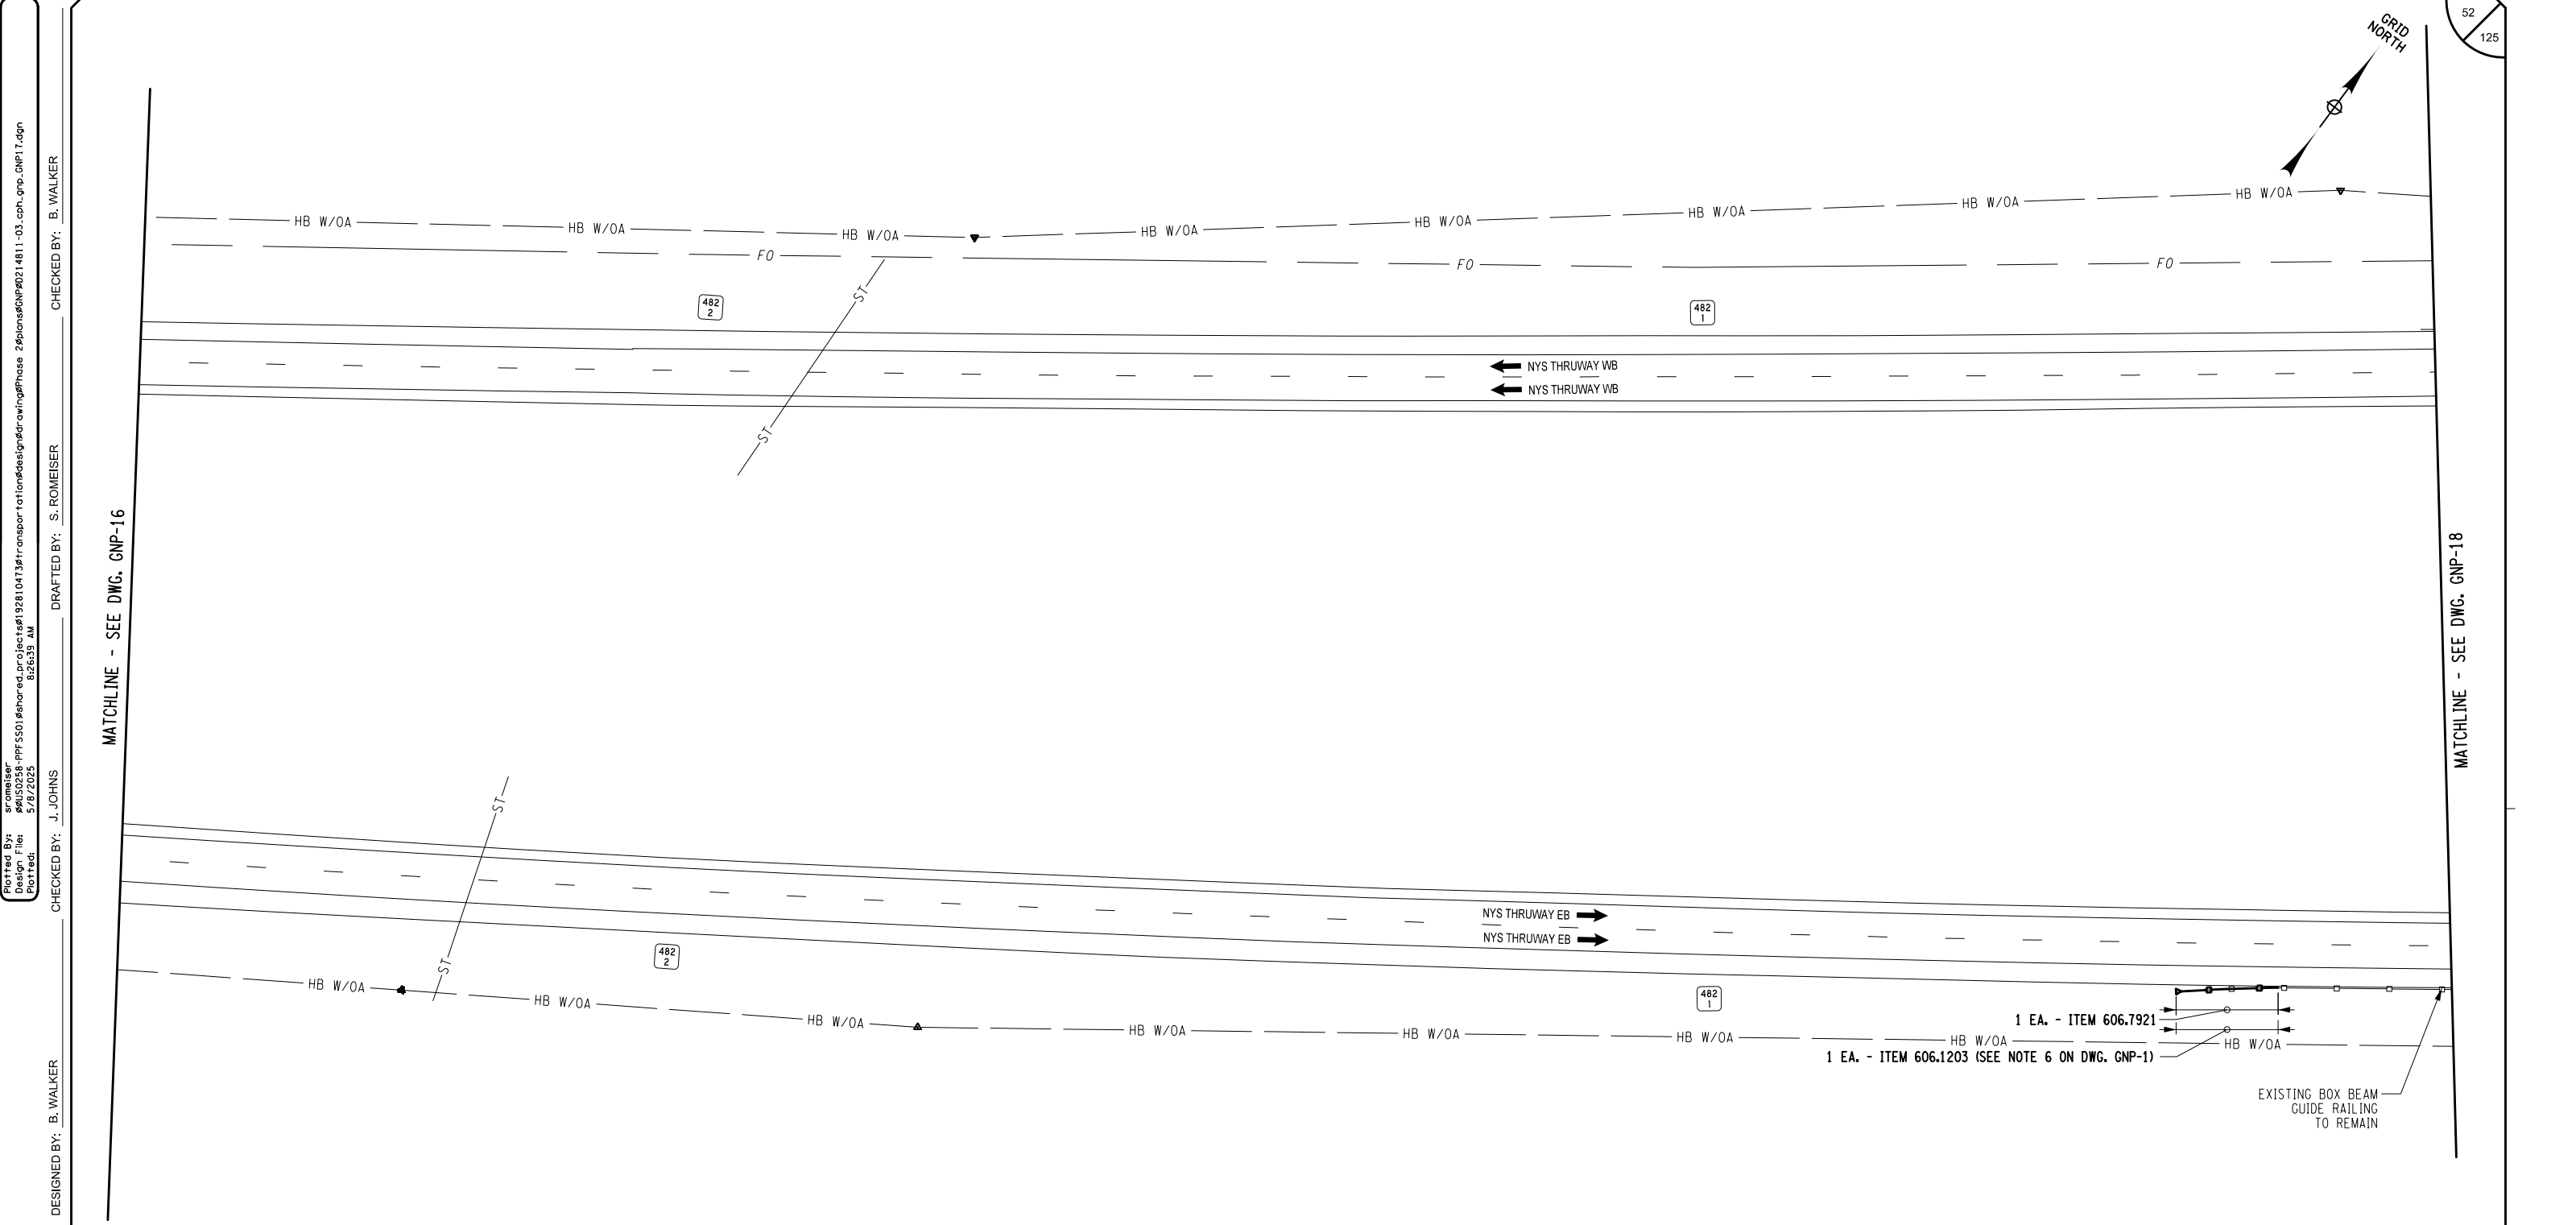 52
125
GRID
NORTH
HB W/OA
HB W/OA
HB W/OA
HB W/OA
HB W/OA
HB W/OA
HB W/OA
HB W/OA
FO
FO
FO
ST
ST
482
2
482
1
NYS THRUWAY WB
NYS THRUWAY WB
MATCHLINE - SEE DWG. GNP-16
MATCHLINE - SEE DWG. GNP-18
ST
ST
NYS THRUWAY EB
NYS THRUWAY EB
482
2
482
1
HB W/OA
HB W/OA
HB W/OA
HB W/OA
HB W/OA
HB W/OA
HB W/OA
HB W/OA
1 EA. - ITEM 606.7921
1 EA. - ITEM 606.1203 (SEE NOTE 6 ON DWG. GNP-1)
EXISTING BOX BEAM
GUIDE RAILING
TO REMAIN
DESIGNED BY: B. WALKER
CHECKED BY: J. JOHNS
DRAFTED BY: S. ROMEISER
CHECKED BY: B. WALKER
Plotted By: sromeiser
Design File:
Plotted: 5/8/2025 8:26:39 AM